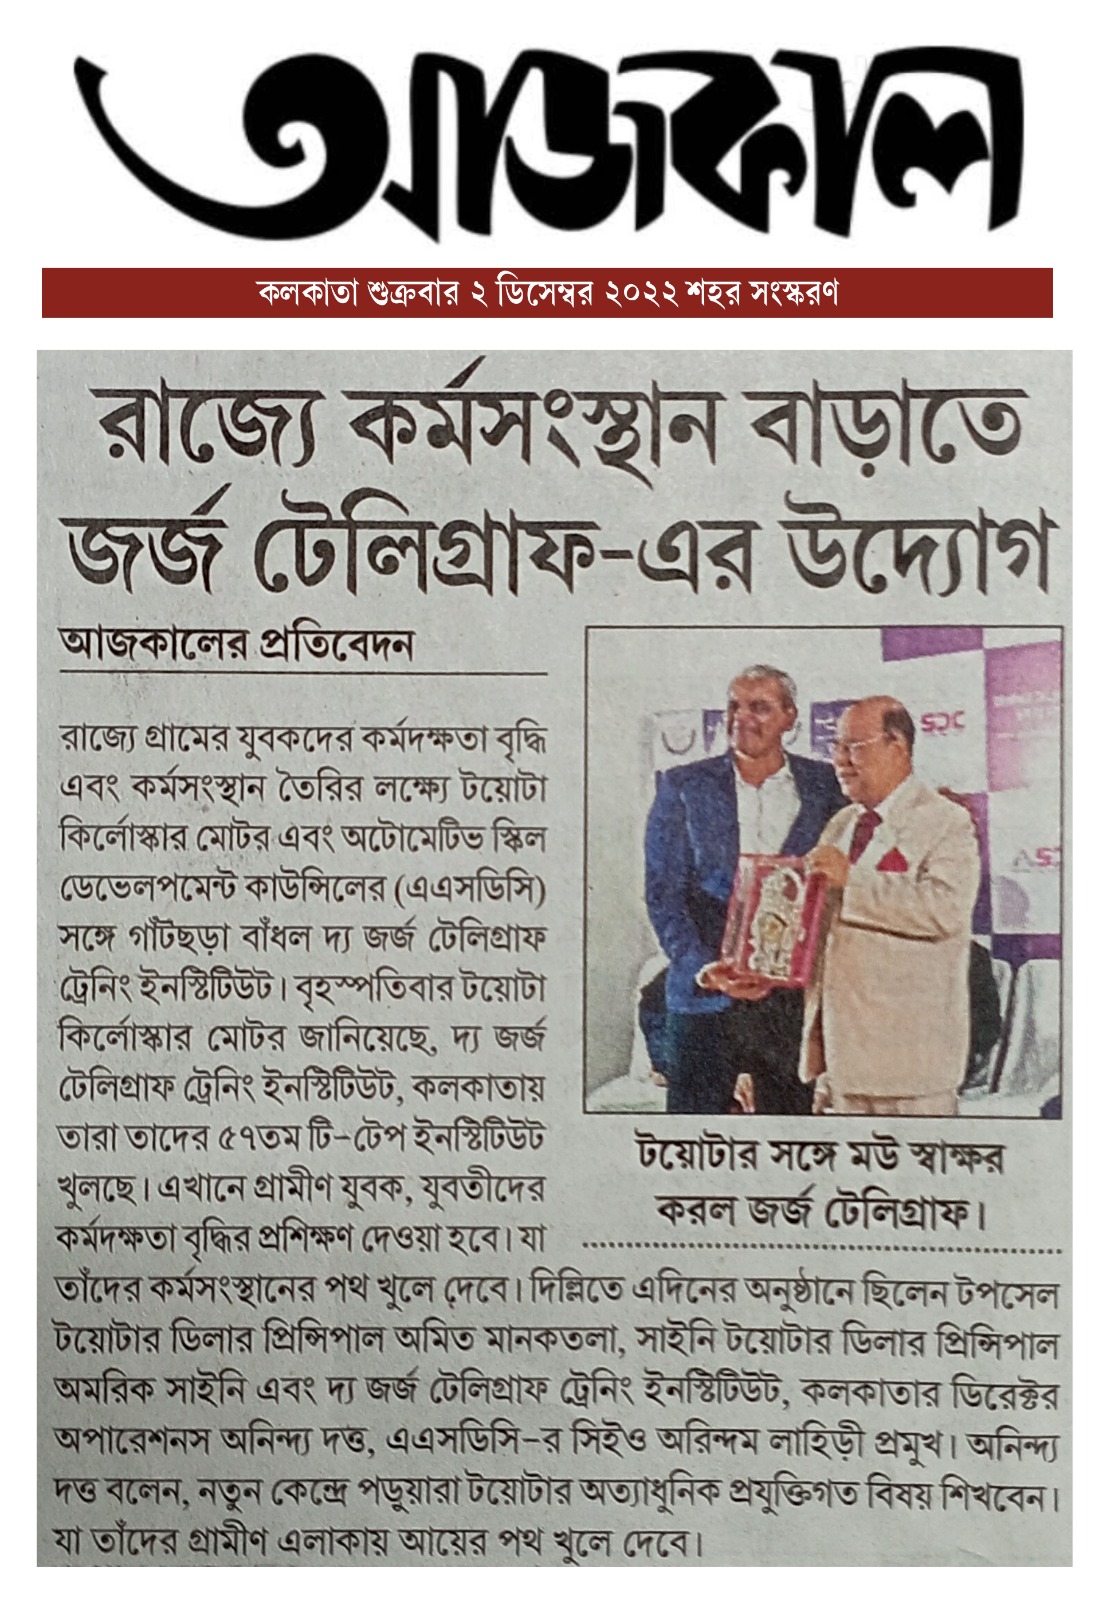 আজকাল
কলকাতা শুক্রবার ২ ডিসেম্বর ২০২২ শহর সংস্করণ
রাজ্যে কর্মসংস্থান বাড়াতে
জর্জ টেলিগ্রাফ-এর উদ্যোগ
আজকালের প্রতিবেদন
রাজ্যে গ্রামের যুবকদের কর্মদক্ষতা বৃদ্ধি
এবং কর্মসংস্থান তৈরির লক্ষ্যে টয়োটা
কির্লোস্কার মোটর এবং অটোমেটিভ স্কিল
ডেভেলপমেন্ট কাউন্সিলের (এএসডিসি)
সঙ্গে গাঁটছড়া বাঁধল দ্য জর্জ টেলিগ্রাফ
ট্রেনিং ইনস্টিটিউট। বৃহস্পতিবার টয়োটা
কির্লোস্কার মোটর জানিয়েছে, দ্য জর্জ
টেলিগ্রাফ ট্রেনিং ইনস্টিটিউট, কলকাতায়
তারা তাদের ৫৭তম টি-টেপ ইনস্টিটিউট
খুলছে। এখানে গ্রামীণ যুবক, যুবতীদের
কর্মদক্ষতা বৃদ্ধির প্রশিক্ষণ দেওয়া হবে। যা
তাঁদের কর্মসংস্থানের পথ খুলে দেবে। দিল্লিতে এদিনের অনুষ্ঠানে ছিলেন টপসেল
টয়োটার ডিলার প্রিন্সিপাল অমিত মানকতলা, সাইনি টয়োটার ডিলার প্রিন্সিপাল
অমরিক সাইনি এবং দ্য জর্জ টেলিগ্রাফ ট্রেনিং ইনস্টিটিউট, কলকাতার ডিরেক্টর
অপারেশনস অনিন্দ্য দত্ত, এএসডিসি-র সিইও অরিন্দম লাহিড়ী প্রমুখ। অনিন্দ্য
দত্ত বলেন, নতুন কেন্দ্রে পড়ুয়ারা টয়োটার অত্যাধুনিক প্রযুক্তিগত বিষয় শিখবেন।
যা তাঁদের গ্রামীণ এলাকায় আয়ের পথ খুলে দেবে।
টয়োটার সঙ্গে মউ স্বাক্ষর
করল জর্জ টেলিগ্রাফ।